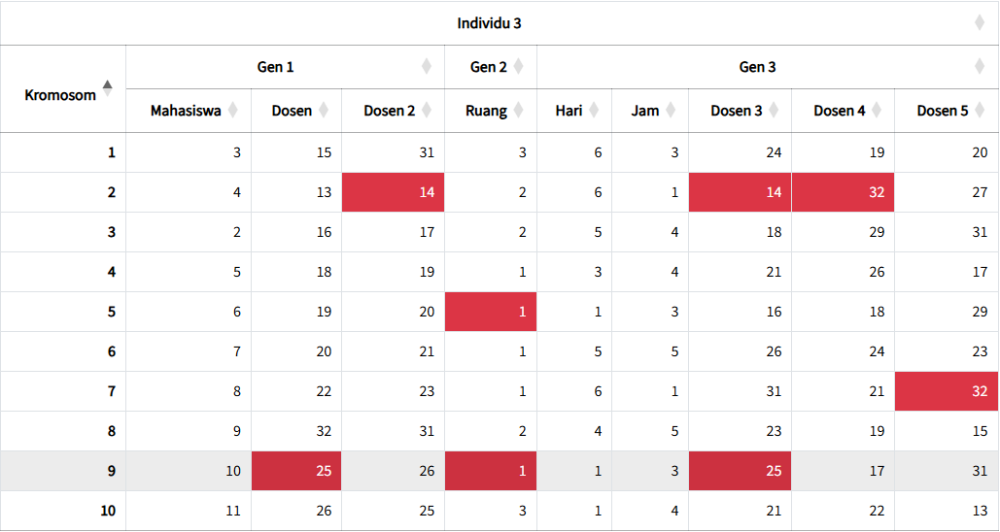 Individu 3
Kromosom Gen 1 Gen 2 Gen 3
Mahasiswa Dosen Dosen 2 Ruang Hari Jam Dosen 3 Dosen 4 Dosen 5
1 3 15 31 3 6 3 24 19 20
2 4 13 14 2 6 1 14 32 27
3 2 16 17 2 5 4 18 29 31
4 5 18 19 1 3 4 21 26 17
5 6 19 20 1 1 3 16 18 29
6 7 20 21 1 5 5 26 24 23
7 8 22 23 1 6 1 31 21 32
8 9 32 31 2 4 5 23 19 15
9 10 25 26 1 1 3 25 17 31
10 11 26 25 3 1 4 21 22 13